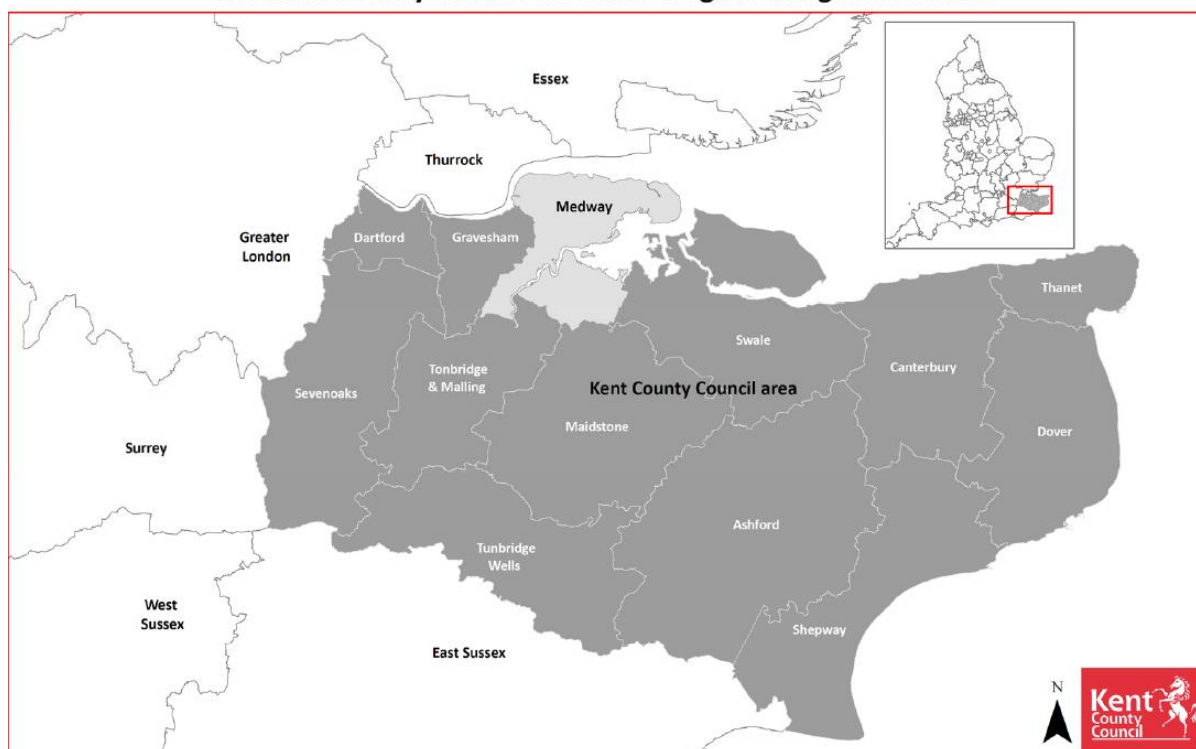 Essex
Thurrock
Medway
Greater
London
Dartford
Gravesham
Thanet
Swale
Canterbury
Tonbridge
& Malling
Sevenoaks
Kent County Council area
Maidstone
Dover
Surrey
Ashford
Tunbridge
Wells
West
Sussex
Shepway
East Sussex
N
Kent
County
Council